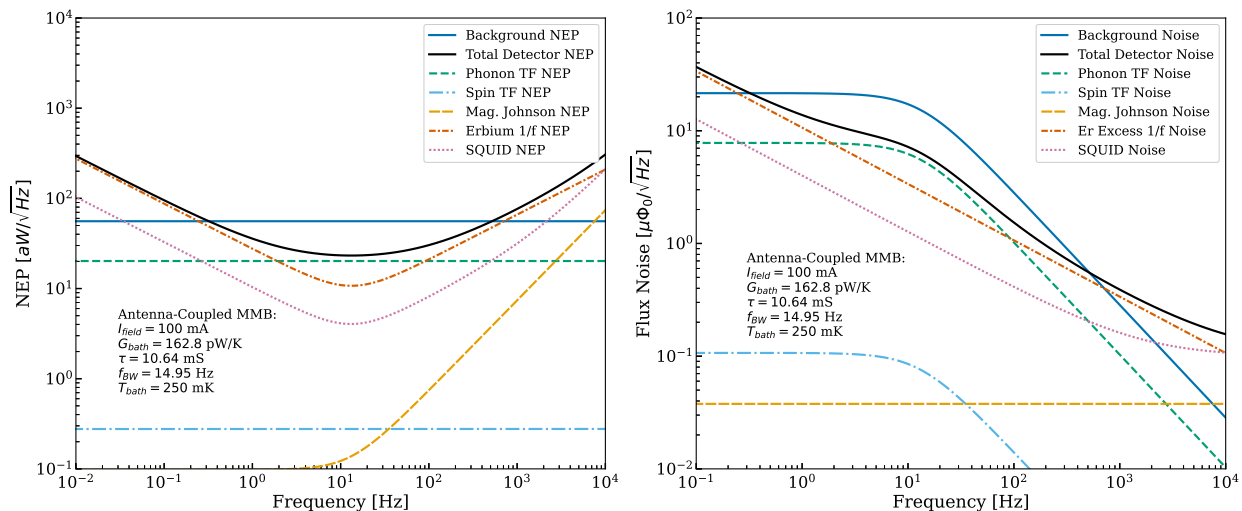 NEP [aW/√Hz]
10⁴
10³
10²
10¹
10⁰
10⁻¹
Background NEP
Total Detector NEP
Phonon TF NEP
Spin TF NEP
Mag. Johnson NEP
Erbium 1/f NEP
SQUID NEP
Antenna-Coupled MMB:
I_field = 100 mA
G_bath = 162.8 pW/K
τ = 10.64 mS
f_BW = 14.95 Hz
T_bath = 250 mK
10⁻² 10⁻¹ 10⁰ 10¹ 10² 10³ 10⁴
Frequency [Hz]
Flux Noise [μΦ₀/√Hz]
10²
10¹
10⁰
10⁻¹
10⁻²
Background Noise
Total Detector Noise
Phonon TF Noise
Spin TF Noise
Mag. Johnson Noise
Er Excess 1/f Noise
SQUID Noise
Antenna-Coupled MMB:
I_field = 100 mA
G_bath = 162.8 pW/K
τ = 10.64 mS
f_BW = 14.95 Hz
T_bath = 250 mK
10⁻¹ 10⁰ 10¹ 10² 10³ 10⁴
Frequency [Hz]